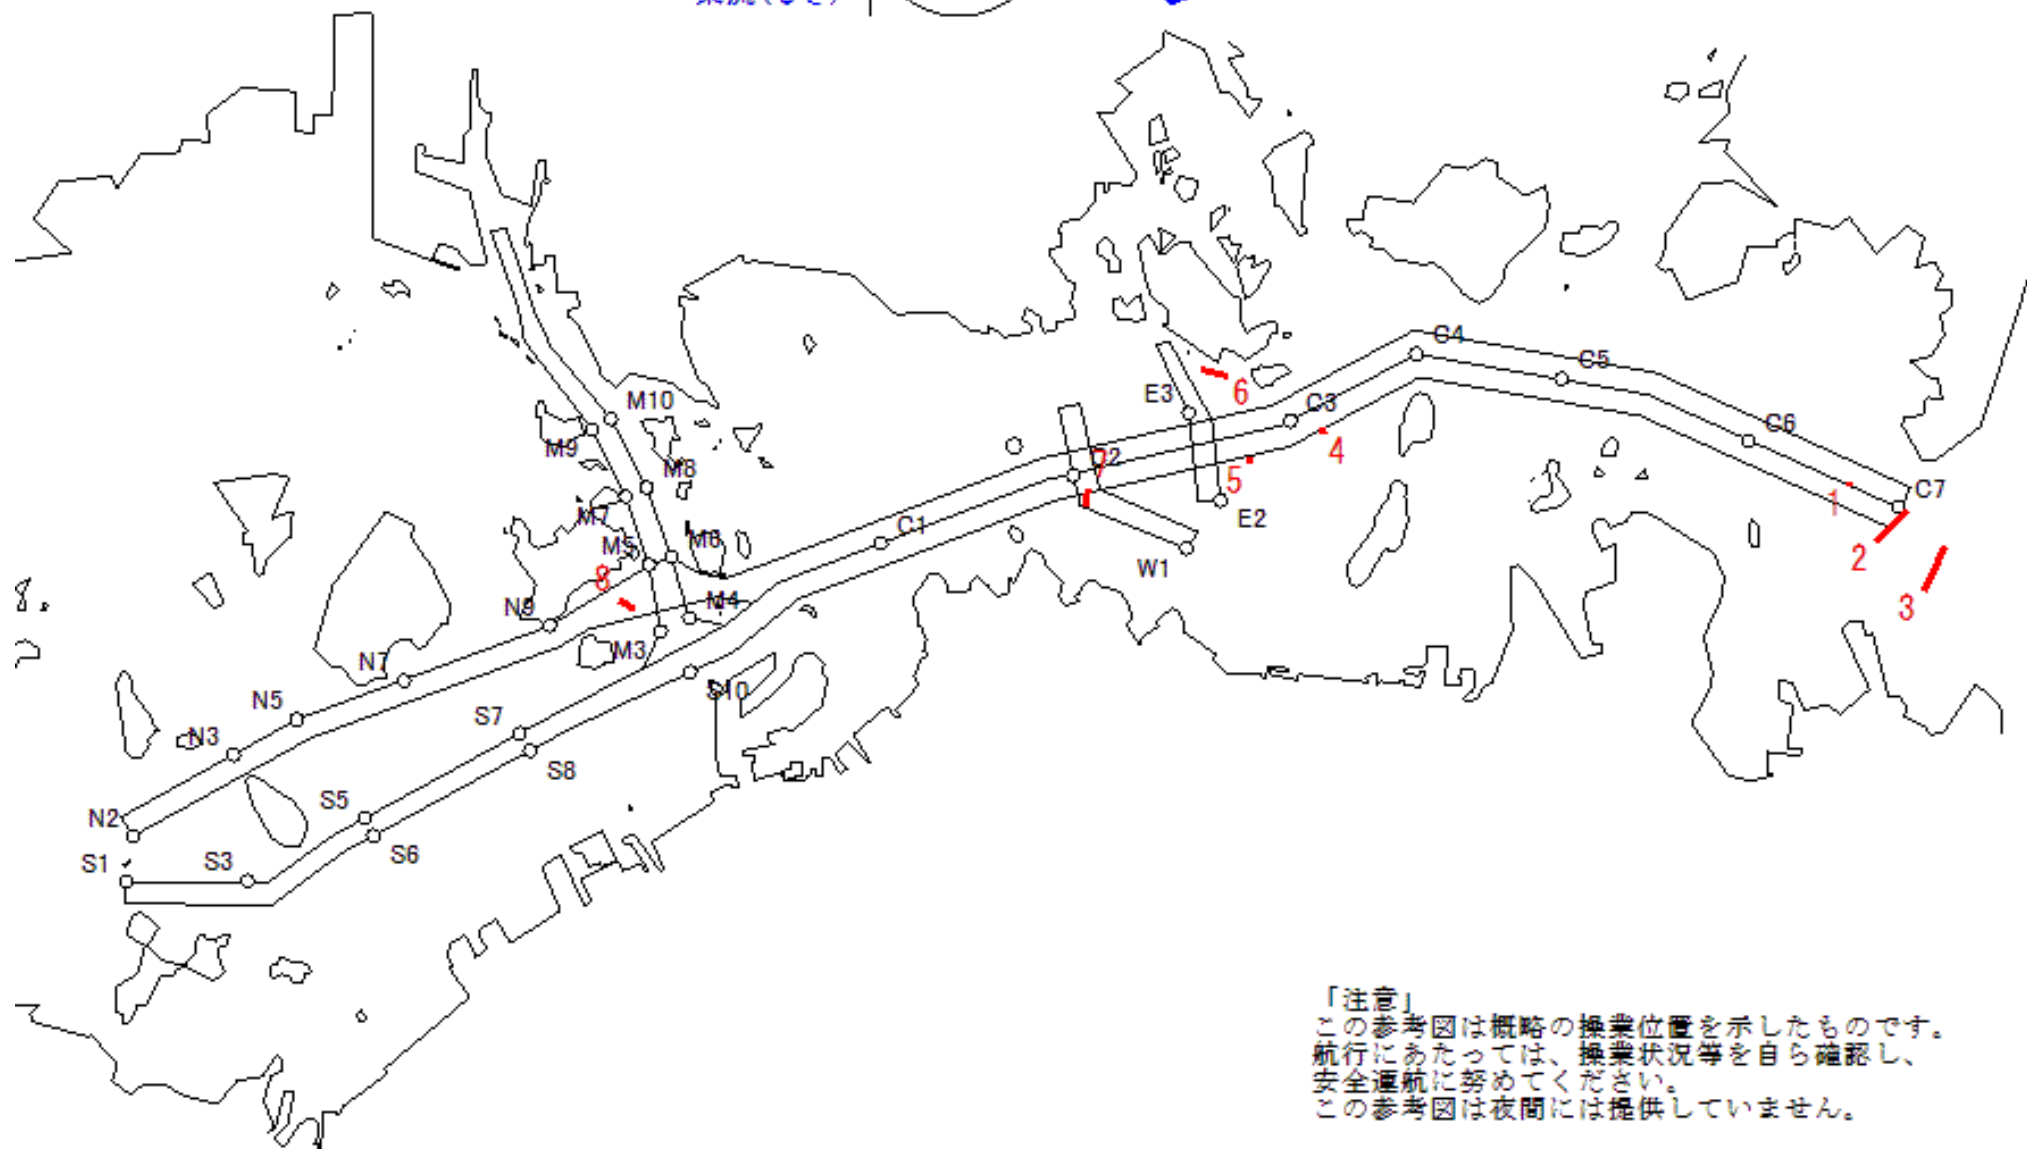 C4
C5
6
E3
C3
M10
C6
4
M9
C2
7
M8
5
C7
1
M7
E2
C1
M6
M5
2
W1
8
3
N9
M4
M3
N7
S10
N5
S7
N3
S8
S5
N2
S6
S1
S3
「注意」
この参考図は概略の操業位置を示したものです。
航行にあたっては、操業状況等を自ら確認し、
安全運航に努めてください。
この参考図は夜間には提供していません。